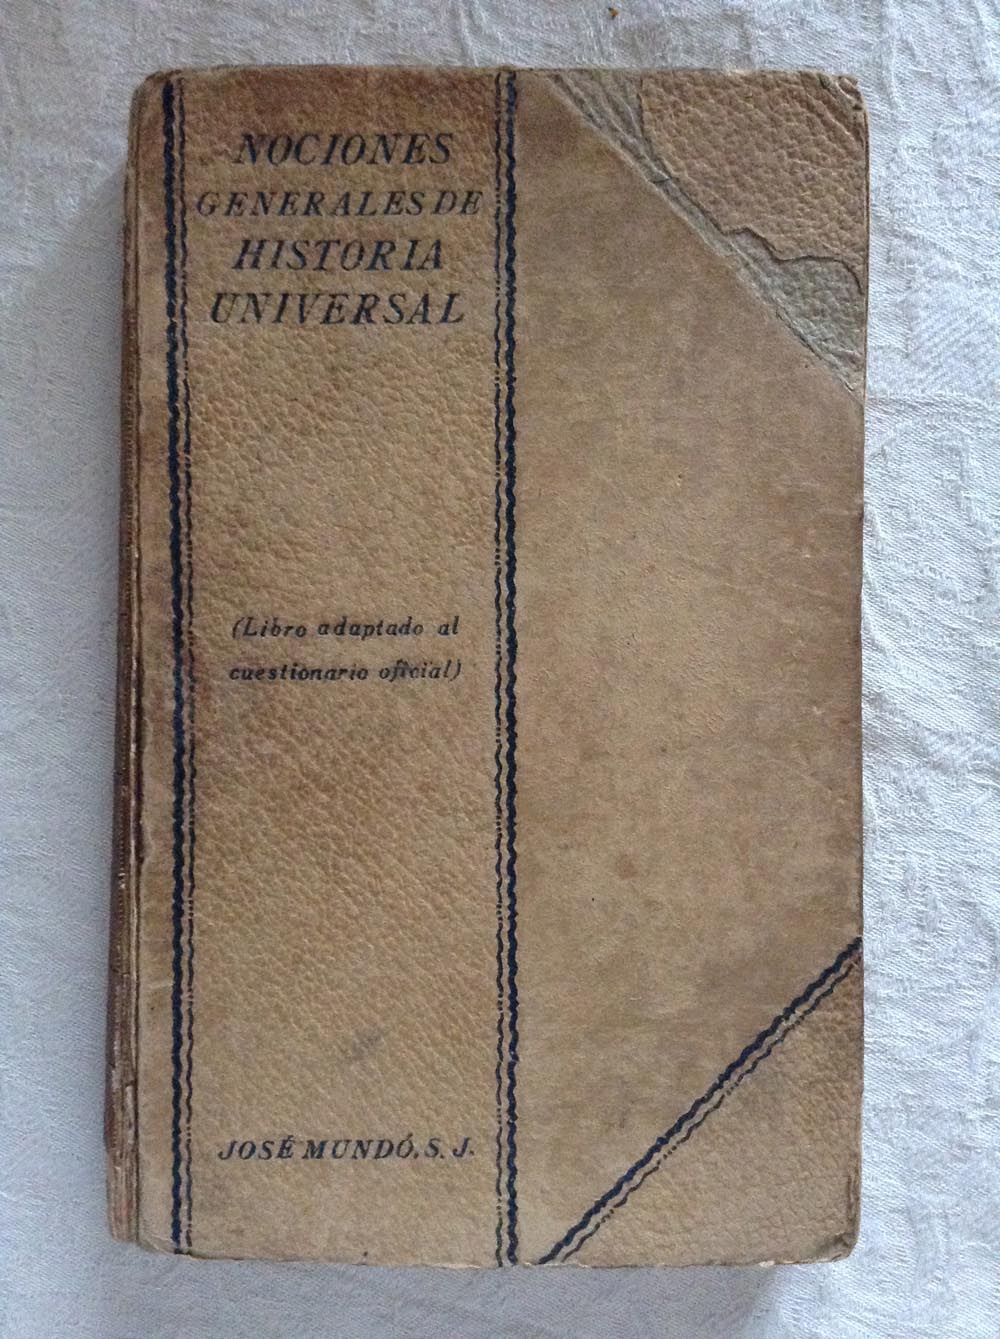 NOCIONES
GENERALES DE
HISTORIA
UNIVERSAL
(Libro adaptado al
cuestionario oficial)
JOSÉ MUNDÓ, S. J.